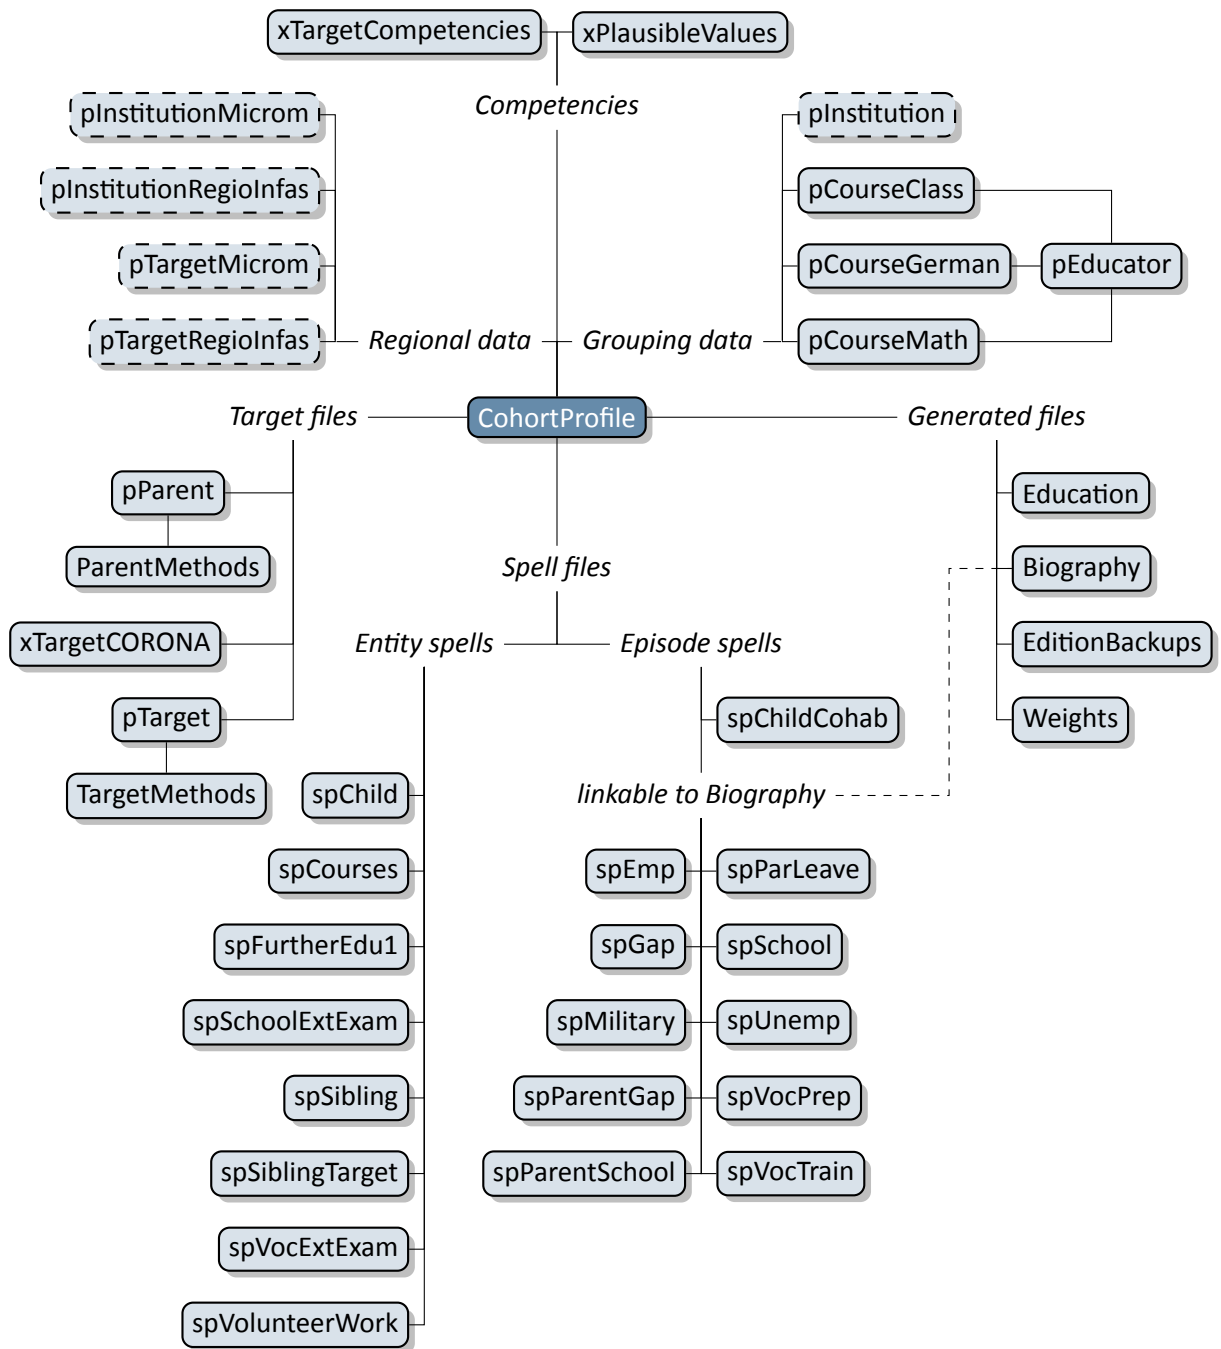 xTargetCompetencies
xPlausibleValues
Competencies
pInstitutionMicrom
pInstitution
pInstitutionRegioInfas
pCourseClass
pTargetMicrom
pCourseGerman
pEducator
pTargetRegioInfas
Regional data
Grouping data
pCourseMath
Target files
CohortProfile
Generated files
pParent
Education
ParentMethods
Spell files
Biography
xTargetCORONA
Entity spells
Episode spells
EditionBackups
pTarget
spChildCohab
Weights
TargetMethods
spChild
linkable to Biography
spCourses
spEmp
spParLeave
spFurtherEdu1
spGap
spSchool
spSchoolExtExam
spMilitary
spUnemp
spSibling
spParentGap
spVocPrep
spSiblingTarget
spParentSchool
spVocTrain
spVocExtExam
spVolunteerWork